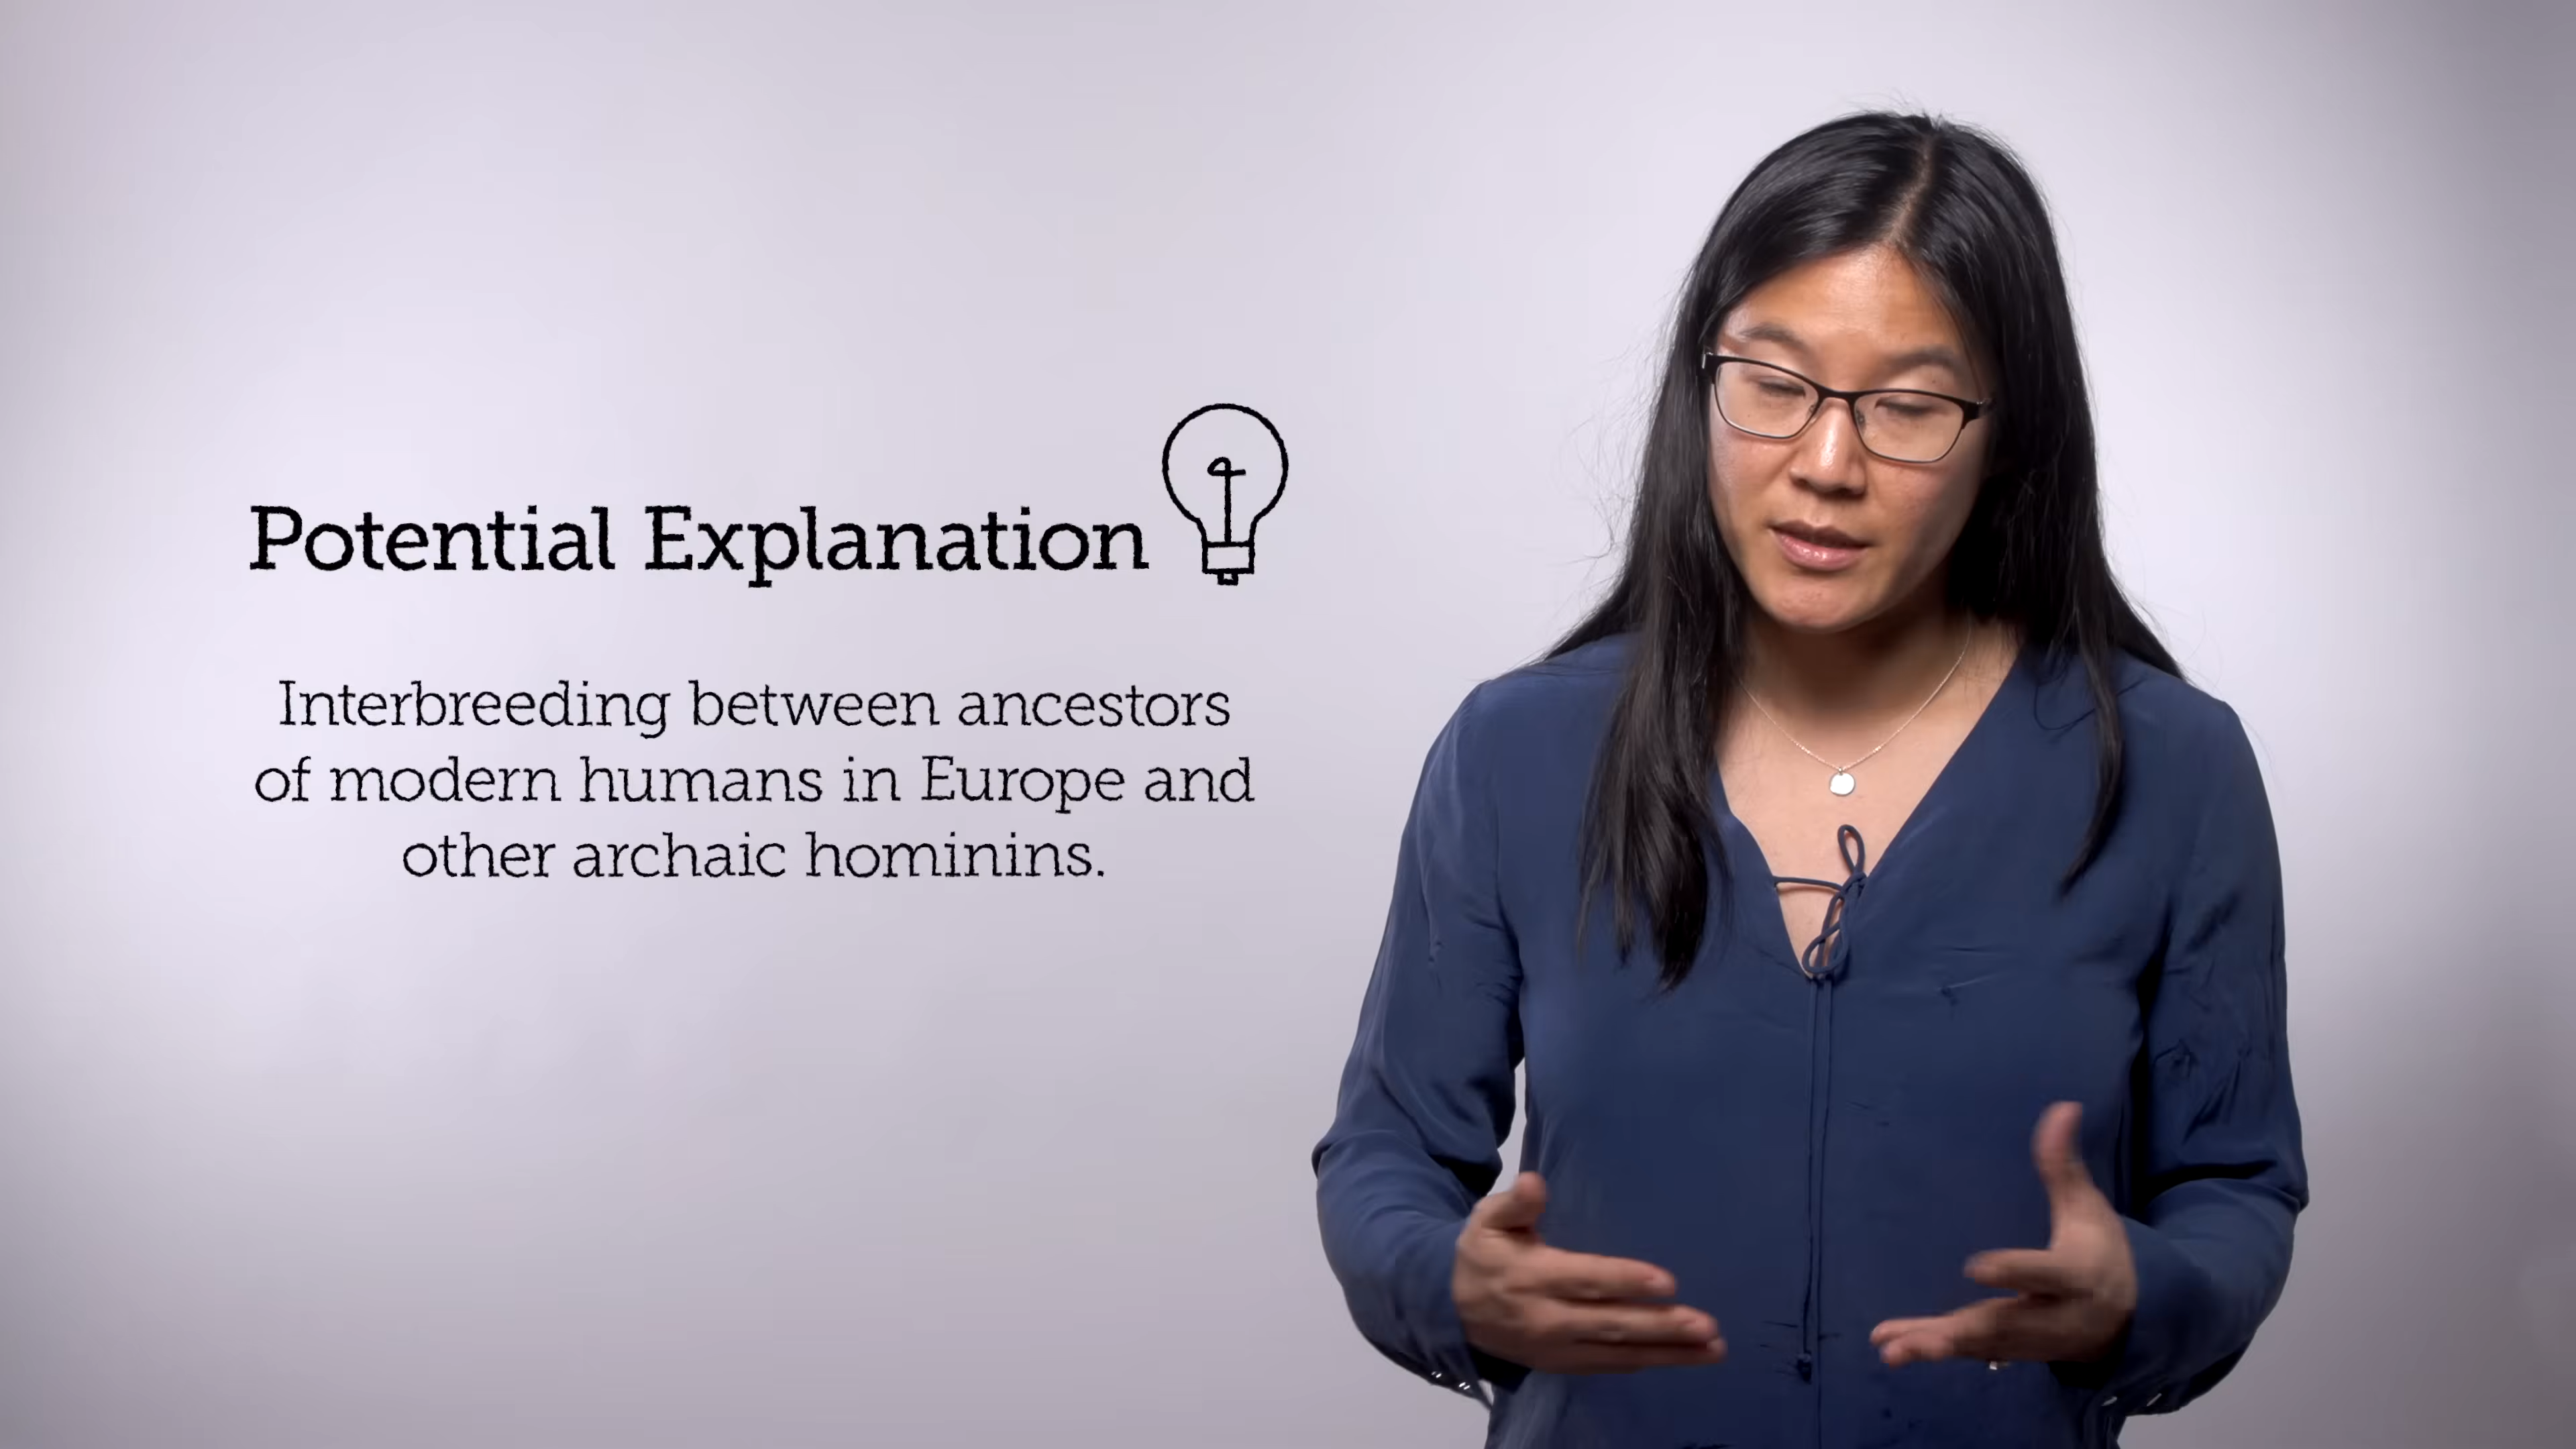 Potential Explanation
Interbreeding between ancestors
of modern humans in Europe and
other archaic hominins.